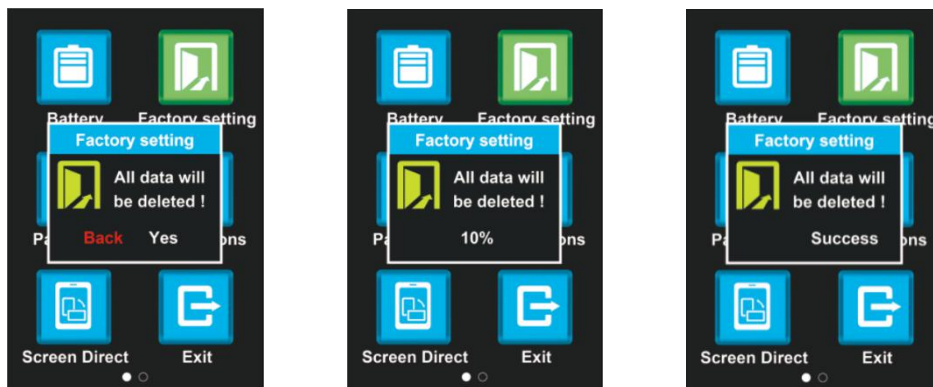 Battery Factory setting
Factory setting
All data will
be deleted !
Back Yes
Screen Direct Exit
Battery Factory setting
Factory setting
All data will
be deleted !
10%
Screen Direct Exit
Battery Factory setting
Factory setting
All data will
be deleted !
Success
Screen Direct Exit